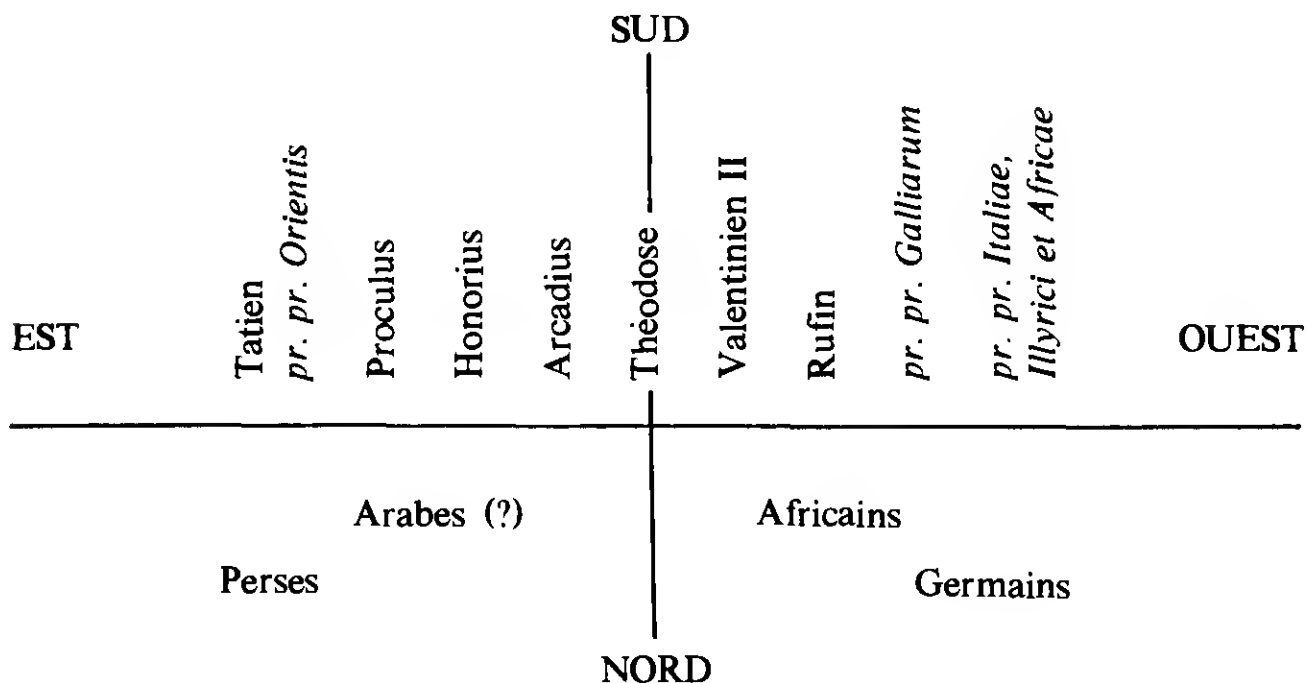 SUD
EST
Tatien
pr. pr. Orientis
Proculus
Honorius
Arcadius
Théodose
Valentinien II
Rufin
pr. pr. Galliarum
pr. pr. Italiae,
Illyrici et Africae
OUEST
Arabes (?)
Africains
Perses
Germains
NORD